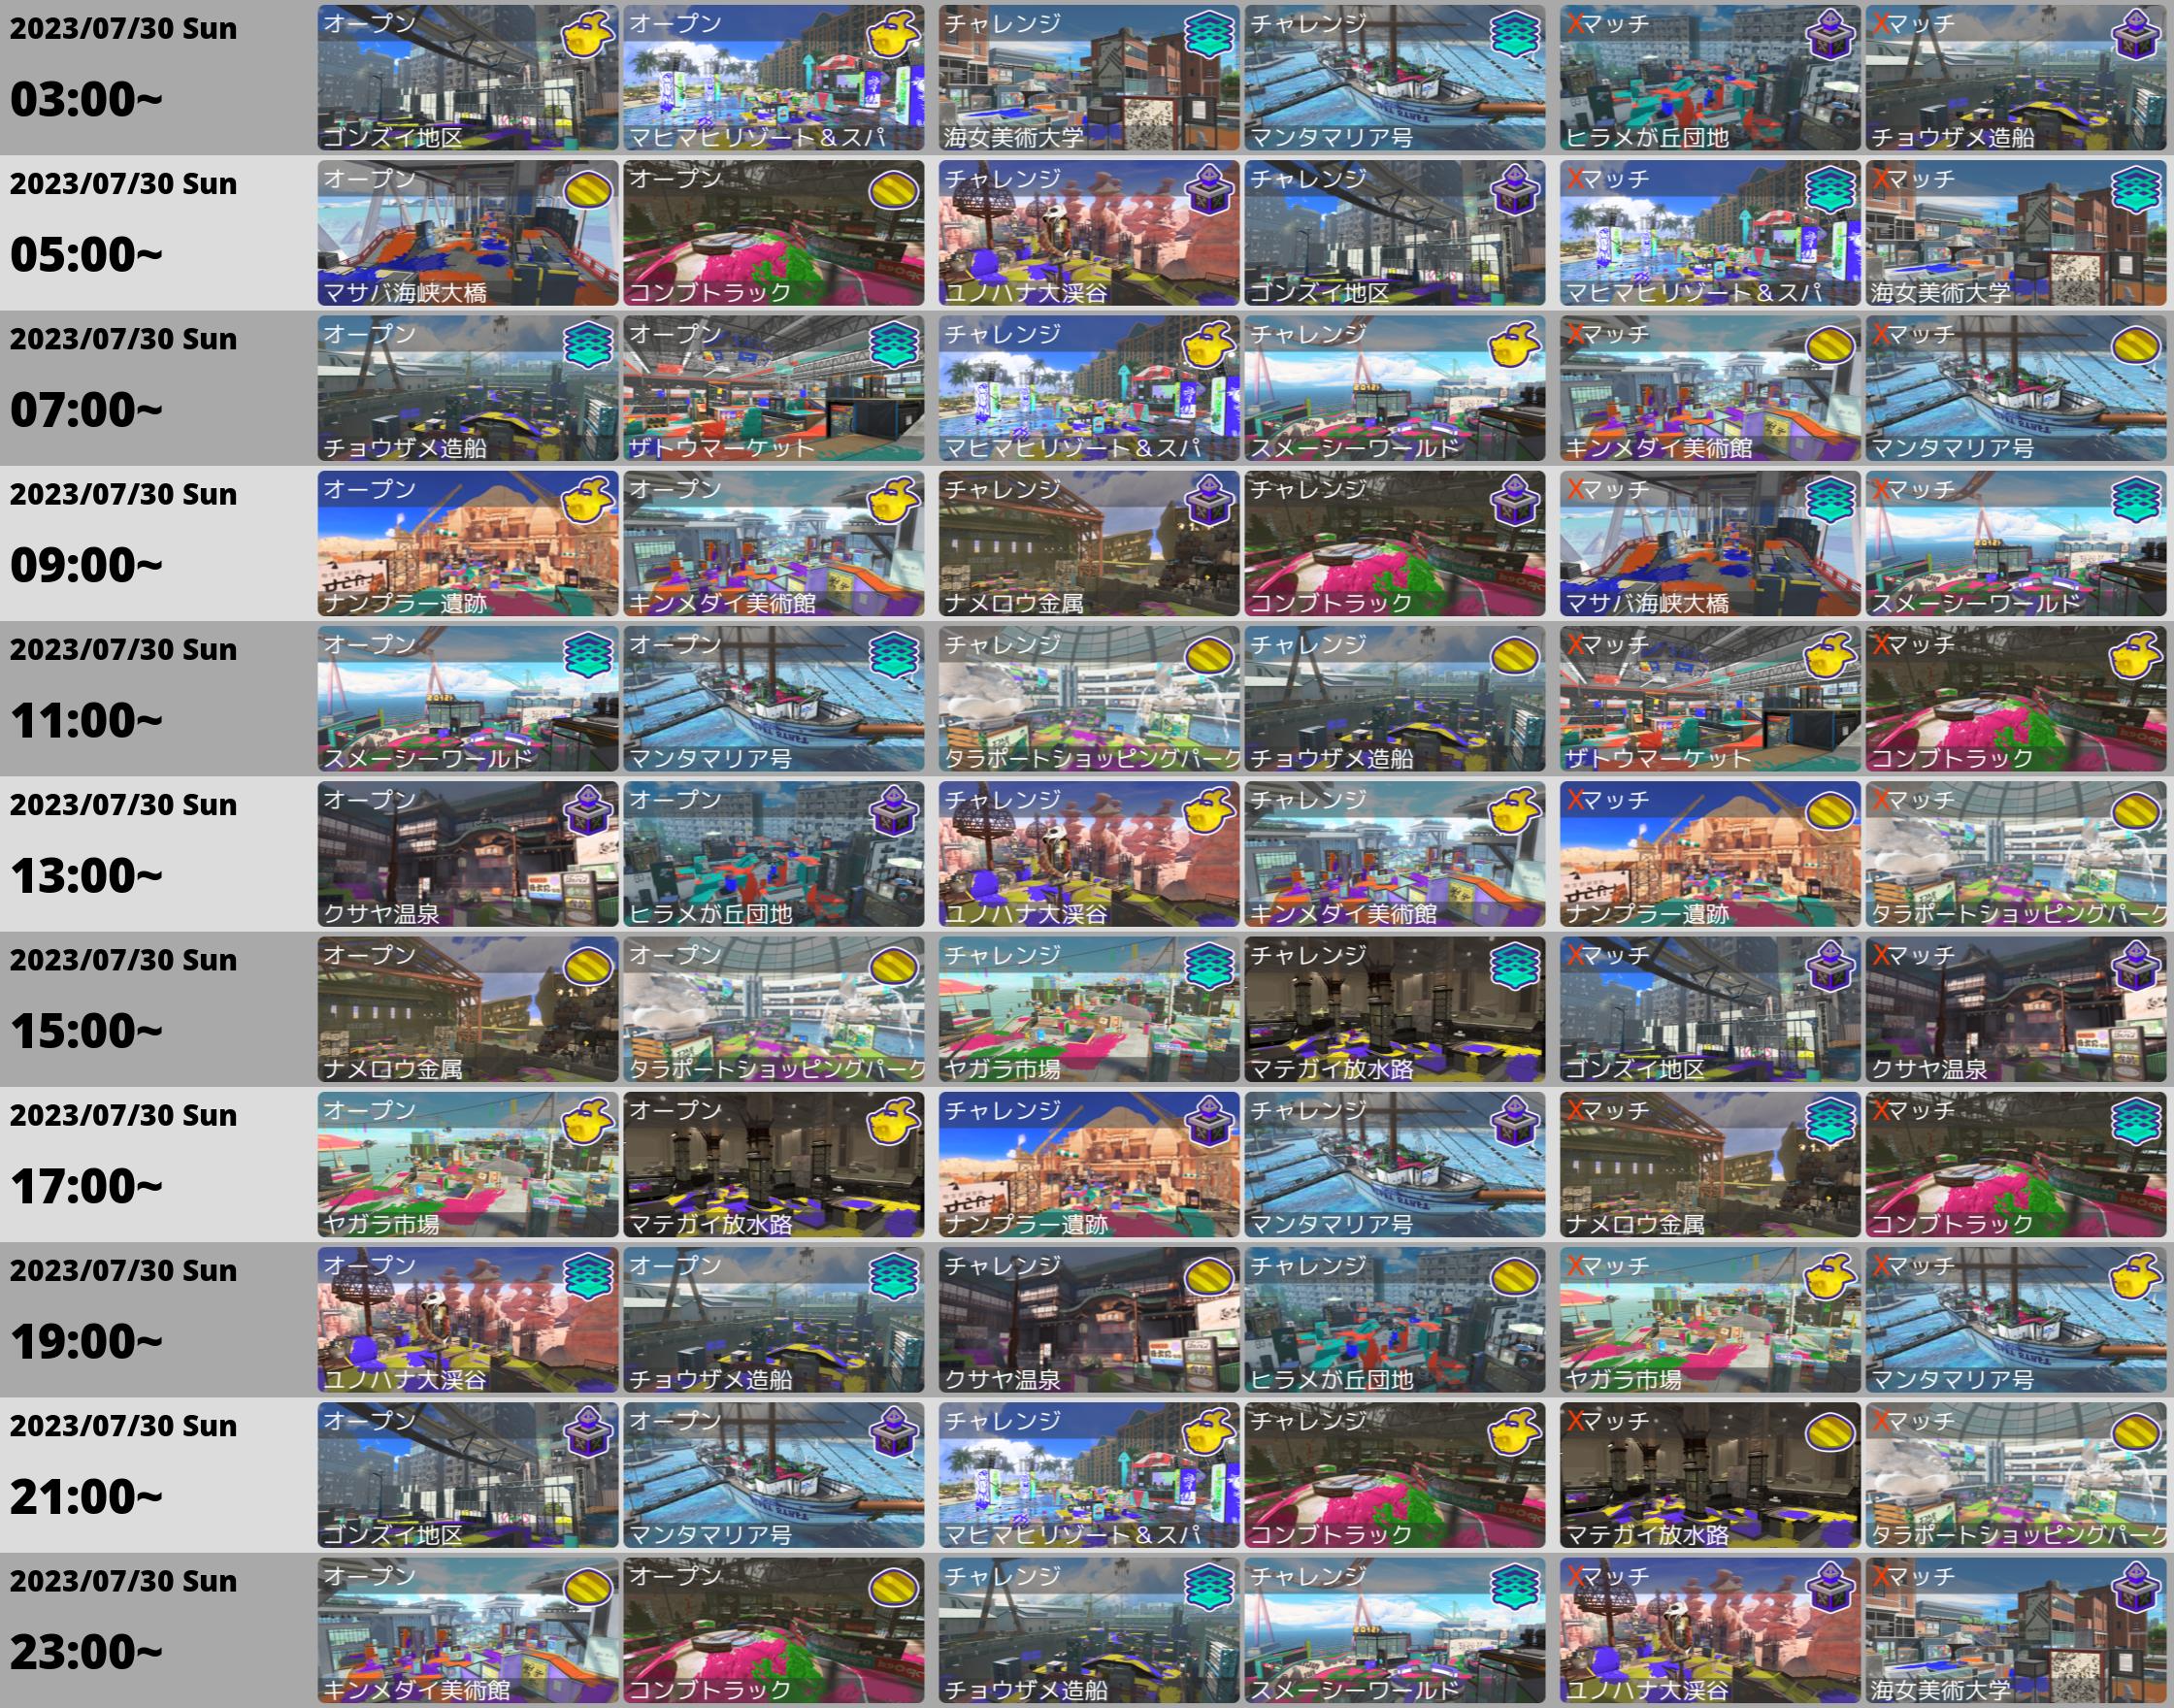 2023/07/30 Sun
03:00~
オープン オープン チャレンジ チャレンジ Xマッチ Xマッチ
ゴンズイ地区 マヒマヒリゾート＆スパ 海女美術大学 マンタマリア号 ヒラメが丘団地 チョウザメ造船
2023/07/30 Sun
05:00~
オープン オープン チャレンジ チャレンジ Xマッチ Xマッチ
マサバ海峡大橋 コンブトラック ユノハナ大渓谷 ゴンズイ地区 マヒマヒリゾート＆スパ 海女美術大学
2023/07/30 Sun
07:00~
オープン オープン チャレンジ チャレンジ Xマッチ Xマッチ
チョウザメ造船 ザトウマーケット マヒマヒリゾート＆スパ スメーシーワールド キンメダイ美術館 マンタマリア号
2023/07/30 Sun
09:00~
オープン オープン チャレンジ チャレンジ Xマッチ Xマッチ
ナンプラー遺跡 キンメダイ美術館 ナメロウ金属 コンブトラック マサバ海峡大橋 スメーシーワールド
2023/07/30 Sun
11:00~
オープン オープン チャレンジ チャレンジ Xマッチ Xマッチ
スメーシーワールド マンタマリア号 タラポートショッピングパーク チョウザメ造船 ザトウマーケット コンブトラック
2023/07/30 Sun
13:00~
オープン オープン チャレンジ チャレンジ Xマッチ Xマッチ
クサヤ温泉 ヒラメが丘団地 ユノハナ大渓谷 キンメダイ美術館 ナンプラー遺跡 タラポートショッピングパーク
2023/07/30 Sun
15:00~
オープン オープン チャレンジ チャレンジ Xマッチ Xマッチ
ナメロウ金属 タラポートショッピングパーク ヤガラ市場 マテガイ放水路 ゴンズイ地区 クサヤ温泉
2023/07/30 Sun
17:00~
オープン オープン チャレンジ チャレンジ Xマッチ Xマッチ
ヤガラ市場 マテガイ放水路 ナンプラー遺跡 マンタマリア号 ナメロウ金属 コンブトラック
2023/07/30 Sun
19:00~
オープン オープン チャレンジ チャレンジ Xマッチ Xマッチ
ユノハナ大渓谷 チョウザメ造船 クサヤ温泉 ヒラメが丘団地 ヤガラ市場 マンタマリア号
2023/07/30 Sun
21:00~
オープン オープン チャレンジ チャレンジ Xマッチ Xマッチ
ゴンズイ地区 マンタマリア号 マヒマヒリゾート＆スパ コンブトラック マテガイ放水路 タラポートショッピングパーク
2023/07/30 Sun
23:00~
オープン オープン チャレンジ チャレンジ Xマッチ Xマッチ
キンメダイ美術館 コンブトラック チョウザメ造船 スメーシーワールド ユノハナ大渓谷 海女美術大学